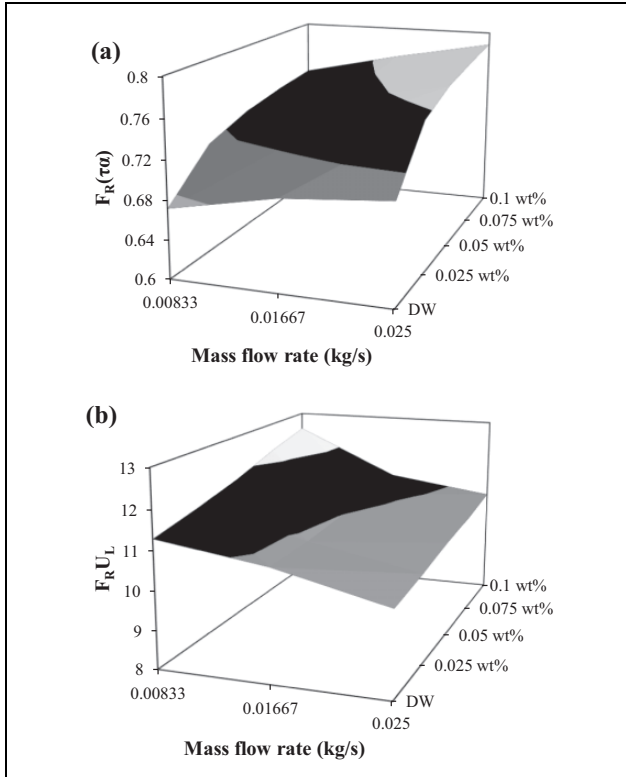 (a)
0.8
0.76
0.72
0.68
0.64
0.6
F_R(τα)
0.00833
0.01667
0.025
Mass flow rate (kg/s)
0.1 wt%
0.075 wt%
0.05 wt%
0.025 wt%
DW
(b)
13
12
11
10
9
8
F_RU_L
0.00833
0.01667
0.025
Mass flow rate (kg/s)
0.1 wt%
0.075 wt%
0.05 wt%
0.025 wt%
DW